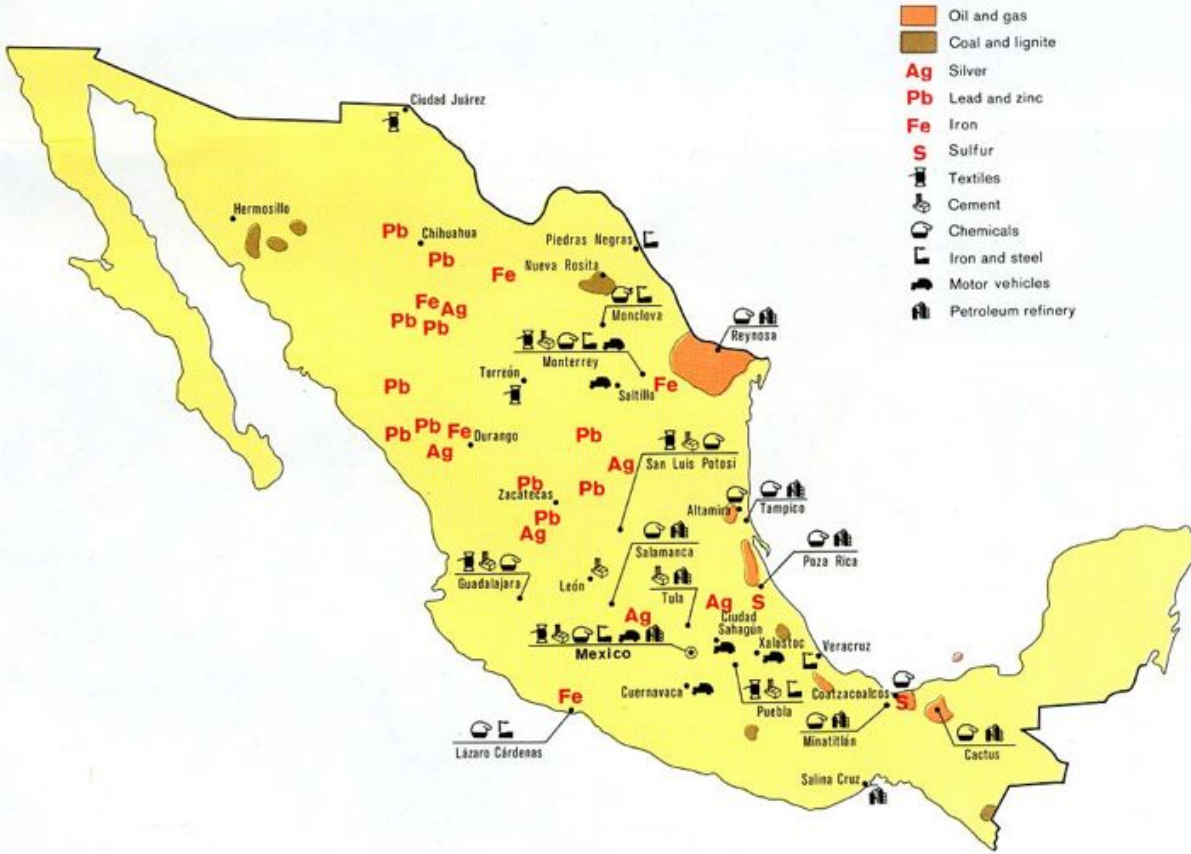 Oil and gas
Coal and lignite
Ag Silver
Pb Lead and zinc
Fe Iron
S Sulfur
Textiles
Cement
Chemicals
Iron and steel
Motor vehicles
Petroleum refinery
Ciudad Juárez
Hermosillo
Pb
Chihuahua
Piedras Negras
Pb
Fe
Nueva Rosita
Fe
Ag
Monclova
Pb
Pb
Reynosa
Monterrey
Torreón
Pb
Saltillo
Fe
Pb
Pb
Fe
Durango
Pb
Ag
Ag
San Luis Potosí
Pb
Zacatecas
Pb
Altamira
Tampico
Pb
Ag
Salamanca
Poza Rica
Guadalajara
León
Tula
Ag
Ag
S
Ciudad
Sahagún
Xalostoc
Veracruz
Mexico
Cuernavaca
Fe
Puebla
Coatzacoalcos
S
Minatitlán
Cactus
Lázaro Cárdenas
Salina Cruz